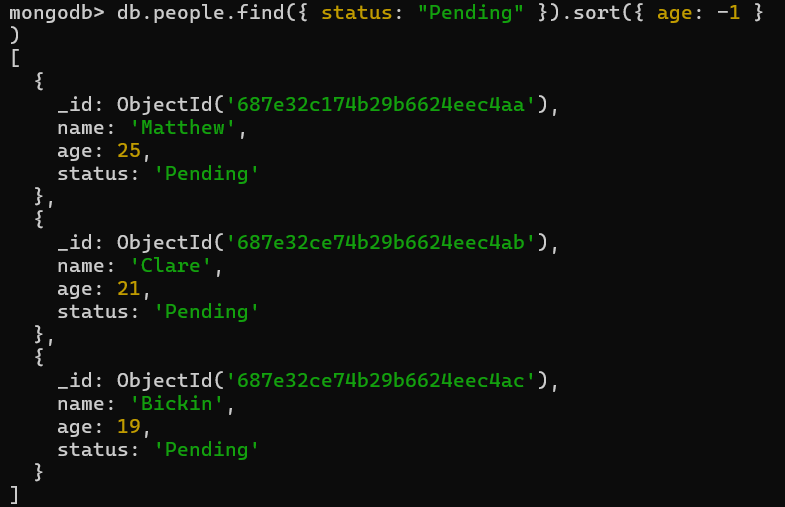 mongodb> db.people.find({ status: "Pending" }).sort({ age: -1 }
)
[
  {
    _id: ObjectId('687e32c174b29b6624eec4aa'),
    name: 'Matthew',
    age: 25,
    status: 'Pending'
  },
  {
    _id: ObjectId('687e32ce74b29b6624eec4ab'),
    name: 'Clare',
    age: 21,
    status: 'Pending'
  },
  {
    _id: ObjectId('687e32ce74b29b6624eec4ac'),
    name: 'Bickin',
    age: 19,
    status: 'Pending'
  }
]